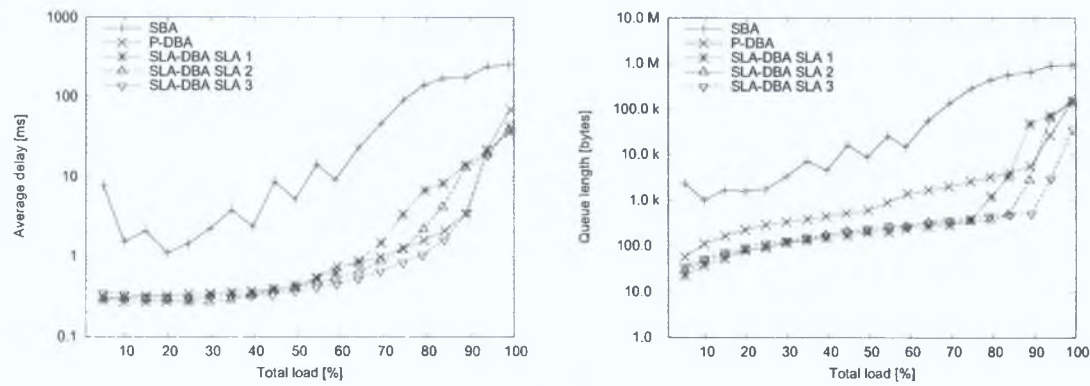 1000
100
10
1
0.1
Average delay [ms]
SBA
P-DBA
SLA-DBA SLA 1
SLA-DBA SLA 2
SLA-DBA SLA 3
10 20 30 40 50 60 70 80 90 100
Total load [%]
10.0 M
1.0 M
100.0 k
10.0 k
1.0 k
100.0
10.0
1.0
Queue length [bytes]
SBA
P-DBA
SLA-DBA SLA 1
SLA-DBA SLA 2
SLA-DBA SLA 3
10 20 30 40 50 60 70 80 90 100
Total load [%]